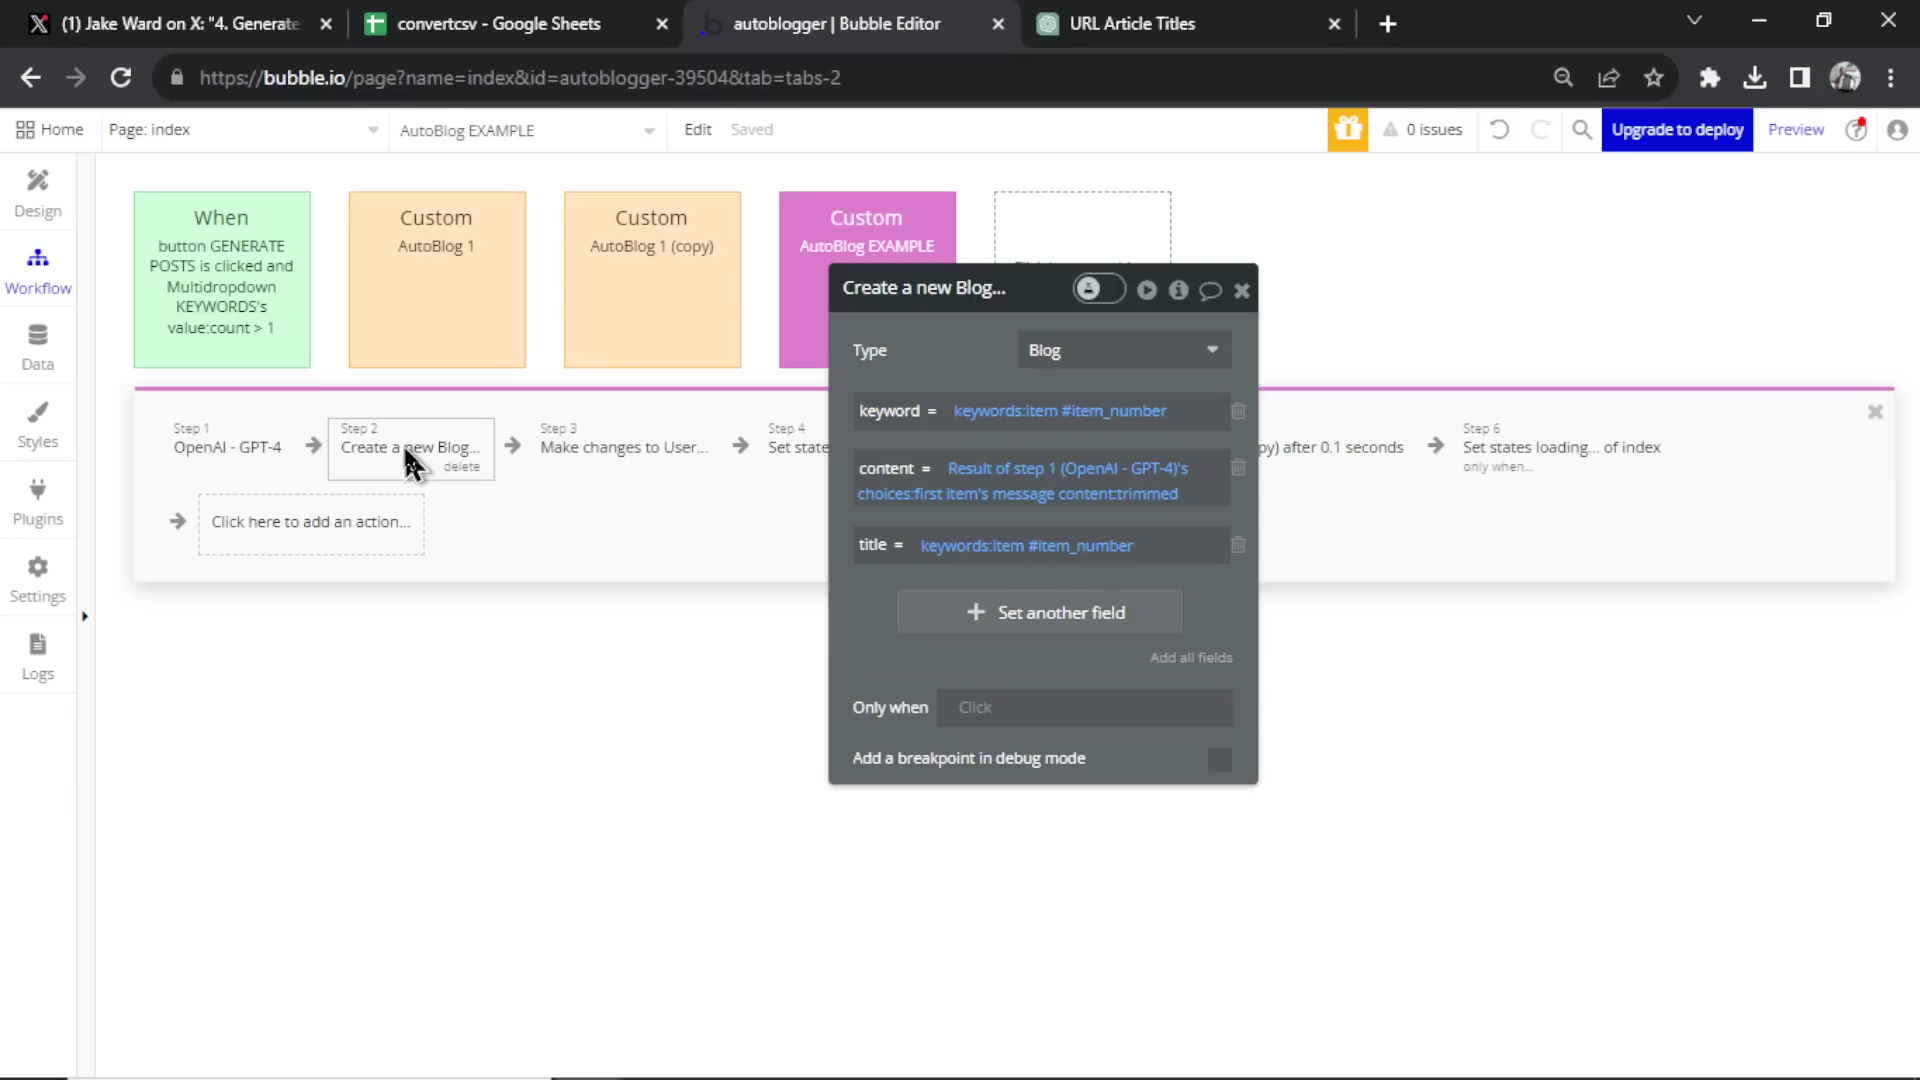 (1) Jake Ward on X: "4. Generate
convertcsv - Google Sheets
autoblogger | Bubble Editor
URL Article Titles
https://bubble.io/page?name=index&id=autoblogger-39504&tab=tabs-2
Home
Page: index
AutoBlog EXAMPLE
Edit
Saved
0 issues
Upgrade to deploy
Preview
Design
Workflow
Data
Styles
Plugins
Settings
Logs
When
button GENERATE
POSTS is clicked and
Multidropdown
KEYWORDS's
value:count > 1
Custom
AutoBlog 1
Custom
AutoBlog 1 (copy)
Custom
AutoBlog EXAMPLE
Step 1
OpenAI - GPT-4
Step 2
Create a new Blog...
delete
Step 3
Make changes to User...
Step 4
Set state
py) after 0.1 seconds
Step 6
Set states loading... of index
only when...
Click here to add an action...
Create a new Blog...
Type
Blog
keyword = keywords:item #item_number
content = Result of step 1 (OpenAI - GPT-4)'s
choices:first item's message content:trimmed
title = keywords:item #item_number
Set another field
Add all fields
Only when
Click
Add a breakpoint in debug mode